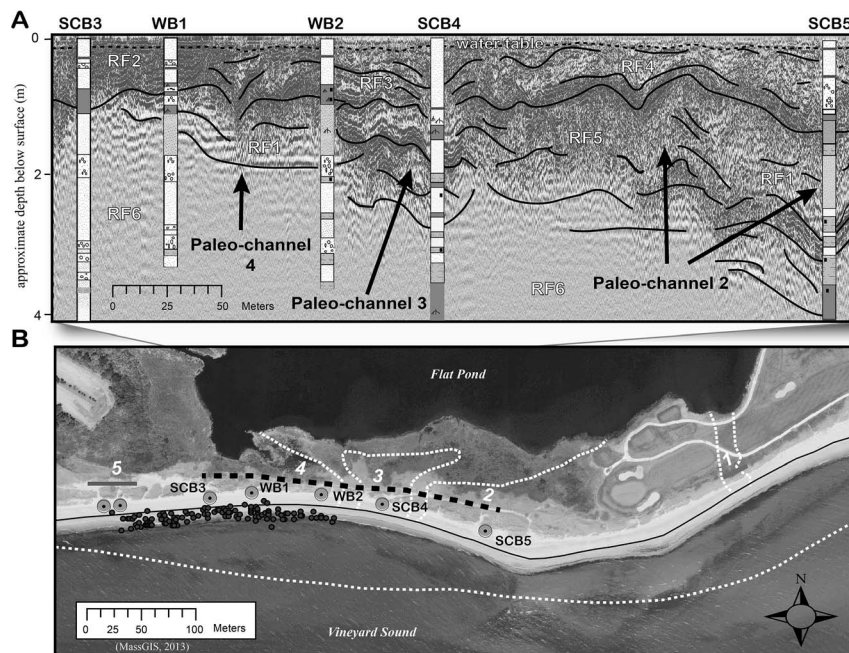 SCB3 WB1 WB2 SCB4 SCB5
A
0
water table
RF2
RF4
RF3
RF1
RF5
RF1
2
RF6
Paleo-channel
4
Paleo-channel 3
Paleo-channel 2
RF6
0 25 50
Meters
4
approximate depth below surface (m)
B
Flat Pond
5
4
3
2
1
SCB3
WB1
WB2
SCB4
SCB5
0 25 50 100
Meters
(MassGIS, 2013)
Vineyard Sound
N